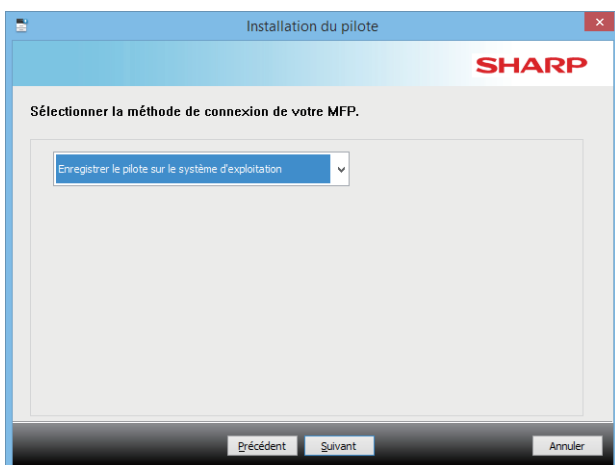 Installation du pilote
SHARP
Sélectionner la méthode de connexion de votre MFP.
Enregistrer le pilote sur le système d'exploitation
Précédent Suivant Annuler